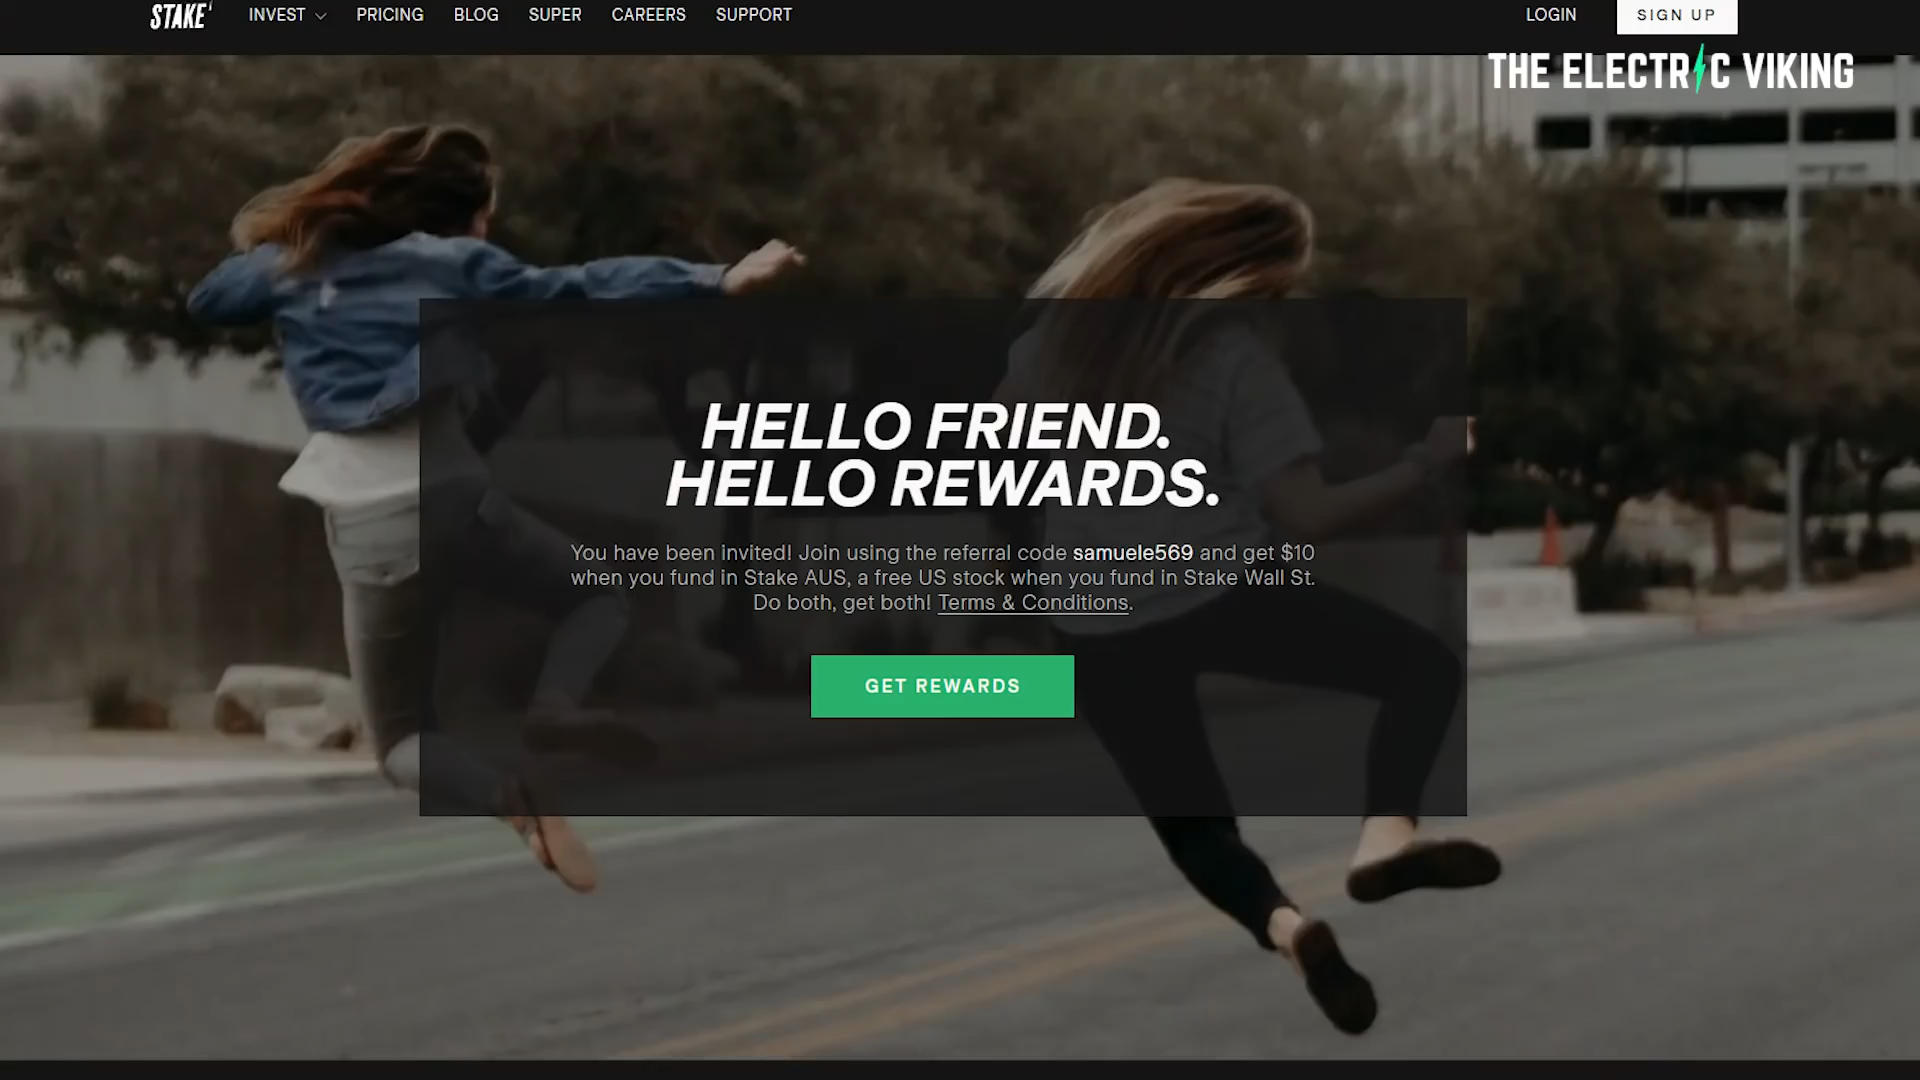 STAKE
INVEST
PRICING
BLOG
SUPER
CAREERS
SUPPORT
LOGIN
SIGN UP
THE ELECTRIC VIKING
HELLO FRIEND.
HELLO REWARDS.
You have been invited! Join using the referral code samuele569 and get $10
when you fund in Stake AUS, a free US stock when you fund in Stake Wall St.
Do both, get both! Terms & Conditions.
GET REWARDS